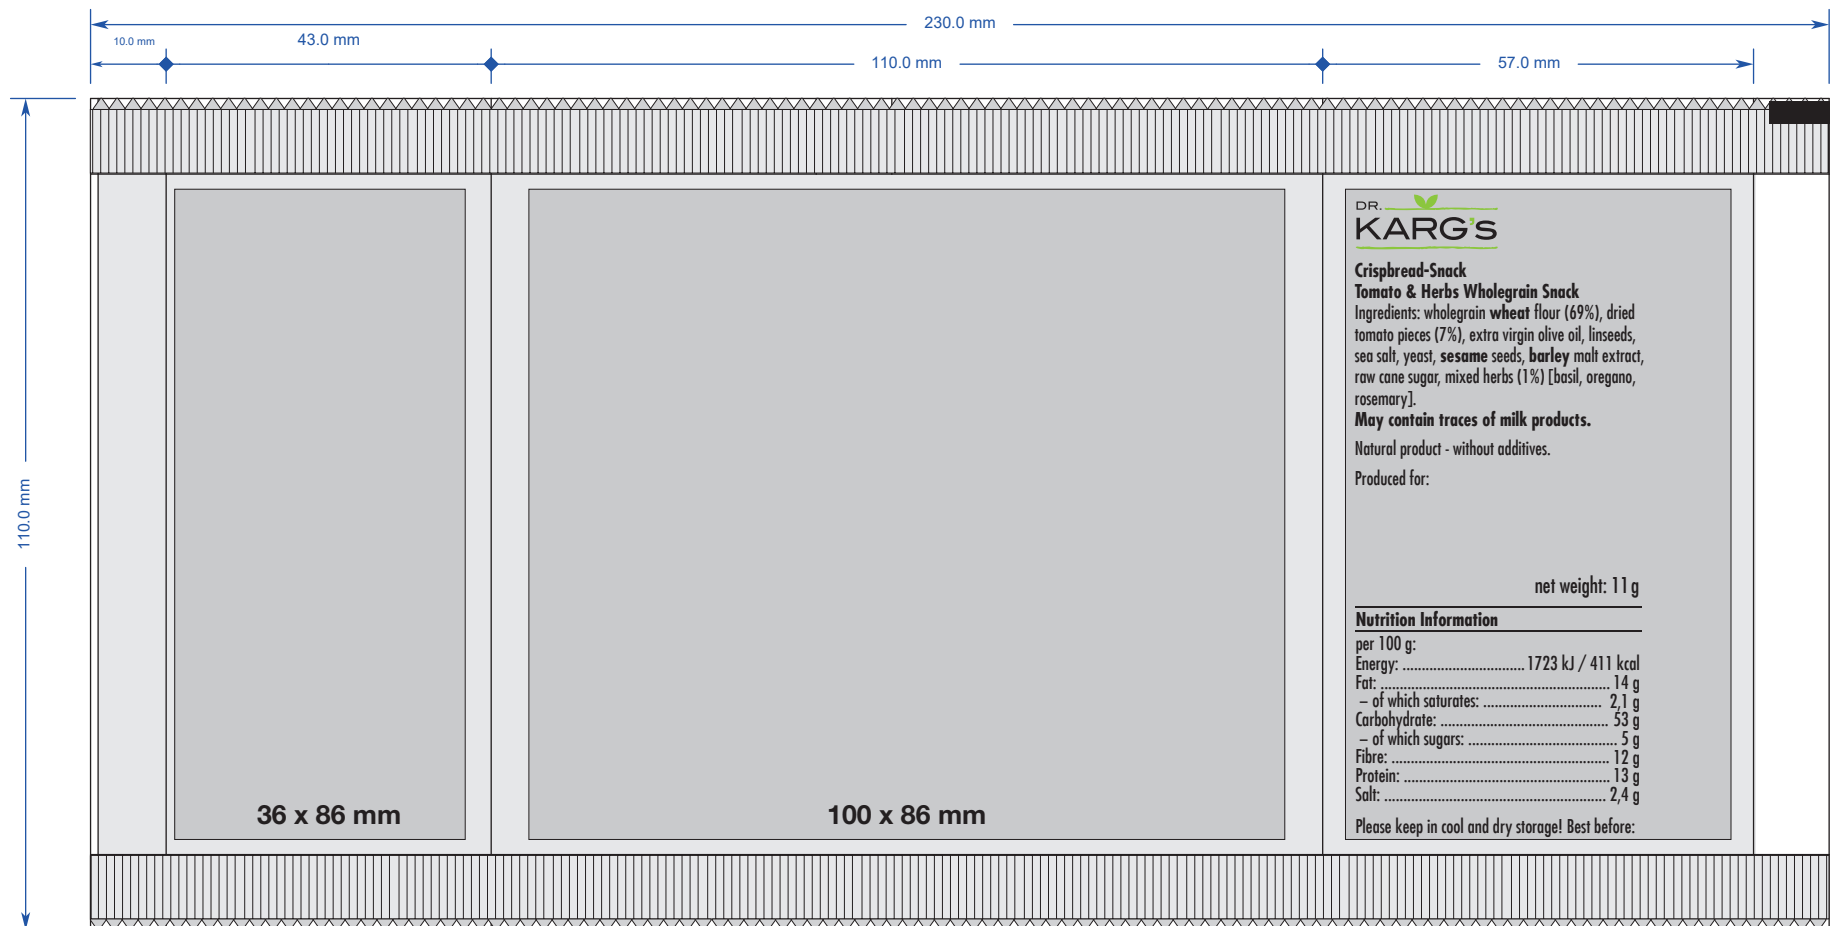 230.0 mm
10.0 mm
43.0 mm
110.0 mm
57.0 mm
110.0 mm
36 x 86 mm
100 x 86 mm
DR.
KARG's
Crispbread-Snack
Tomato & Herbs Wholegrain Snack
Ingredients: wholegrain wheat flour (69%), dried
tomato pieces (7%), extra virgin olive oil, linseeds,
sea salt, yeast, sesame seeds, barley malt extract,
raw cane sugar, mixed herbs (1%) [basil, oregano,
rosemary].
May contain traces of milk products.
Natural product - without additives.
Produced for:
net weight: 11 g
Nutrition Information
per 100 g:
Energy: ............................... 1723 kJ / 411 kcal
Fat: ........................................................... 14 g
– of which saturates: .............................. 2,1 g
Carbohydrate: ........................................... 53 g
– of which sugars: ...................................... 5 g
Fibre: ........................................................ 12 g
Protein: ..................................................... 13 g
Salt: ......................................................... 2,4 g
Please keep in cool and dry storage! Best before: